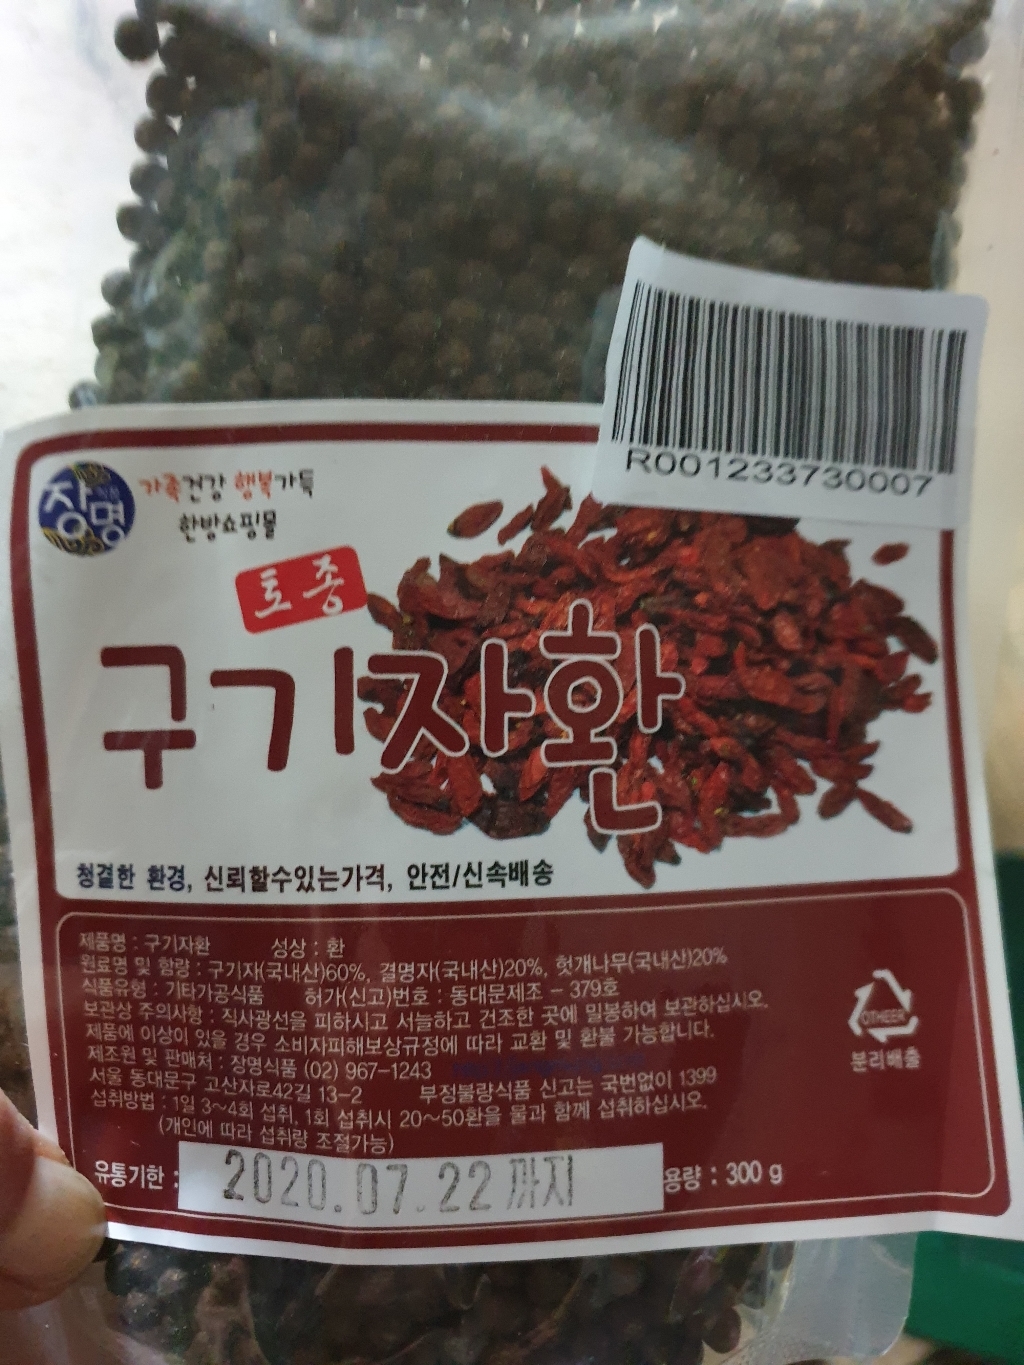 R001233730007
장명
식품
가족건강 행복가득
한방쇼핑몰
토종
구기자환
청결한 환경, 신뢰할수있는가격, 안전/신속배송
제품명 : 구기자환 성상 : 환
원료명 및 함량 : 구기자(국내산)60%, 결명자(국내산)20%, 헛개나무(국내산)20%
식품유형 : 기타가공식품 허가(신고)번호 : 동대문제조 - 379호
보관상 주의사항 : 직사광선을 피하시고 서늘하고 건조한 곳에 밀봉하여 보관하십시오.
제품에 이상이 있을 경우 소비자피해보상규정에 따라 교환 및 환불 가능합니다.
제조원 및 판매처 : 장명식품 (02) 967-1243
서울 동대문구 고산자로42길 13-2 부정불량식품 신고는 국번없이 1399
섭취방법 : 1일 3~4회 섭취, 1회 섭취시 20~50환을 물과 함께 섭취하십시오.
(개인에 따라 섭취량 조절가능)
유통기한 : 2020.07.22 까지 용량 : 300 g
OTHEER
분리배출